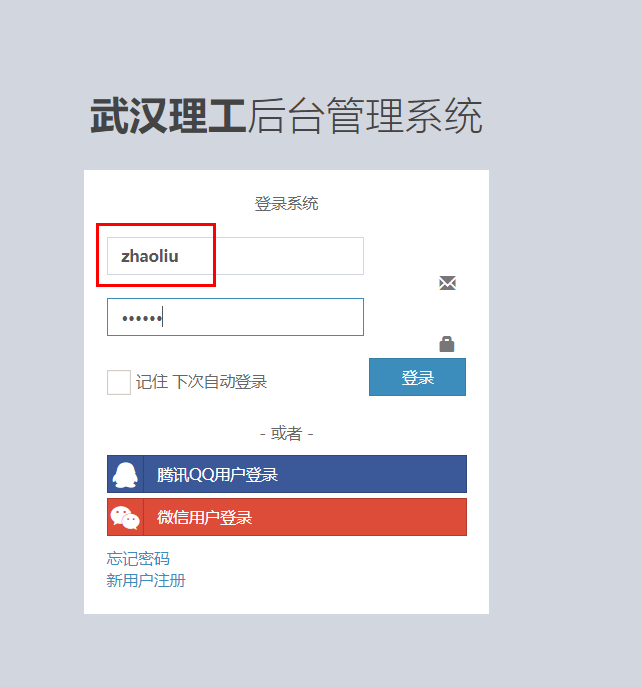 武汉理工后台管理系统
登录系统
zhaoliu
••••••
记住 下次自动登录
登录
- 或者 -
腾讯QQ用户登录
微信用户登录
忘记密码
新用户注册